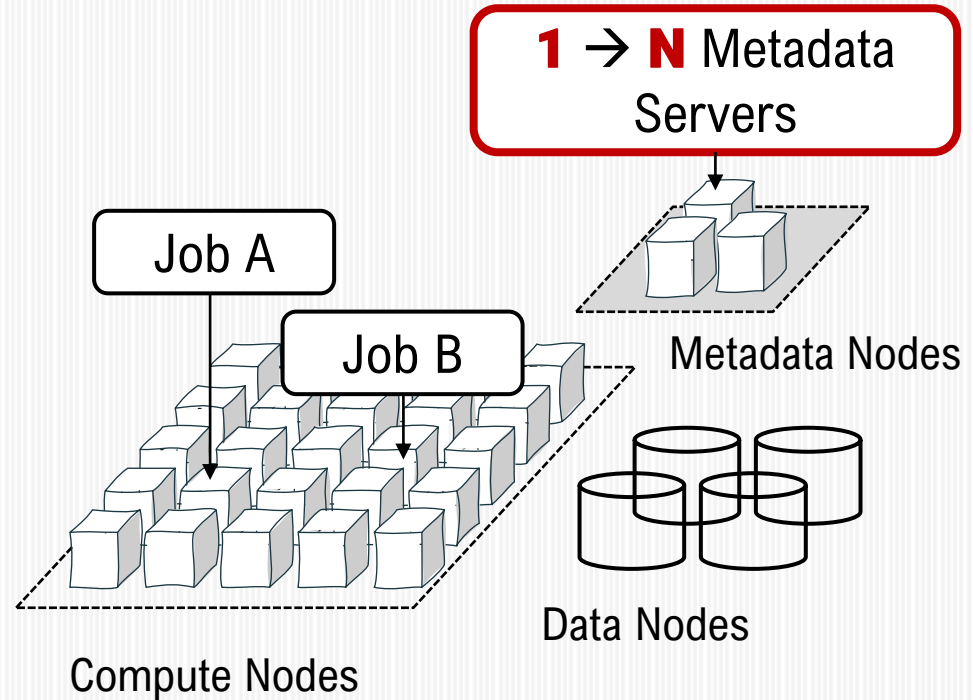 1 → N Metadata
Servers
Job A
Job B
Metadata Nodes
Data Nodes
Compute Nodes